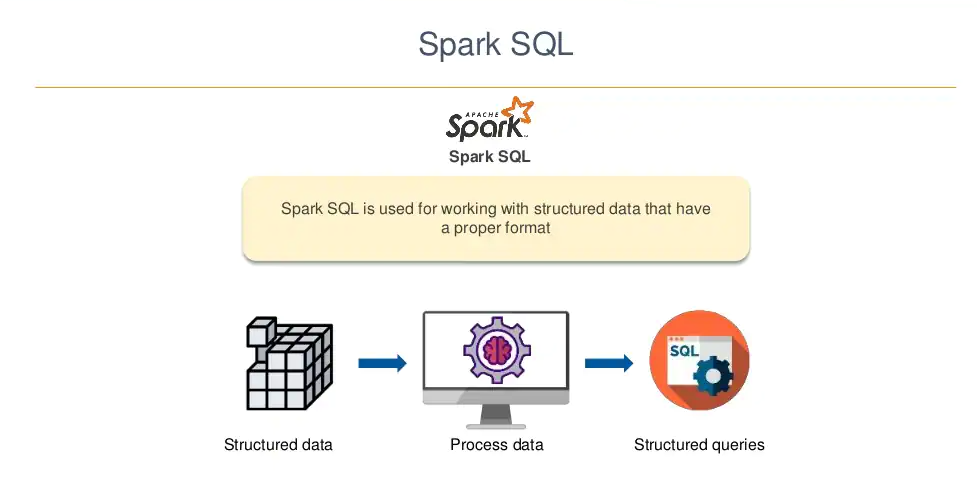 Spark SQL
APACHE
Spark
Spark SQL
Spark SQL is used for working with structured data that have
a proper format
SQL
Structured data
Process data
Structured queries